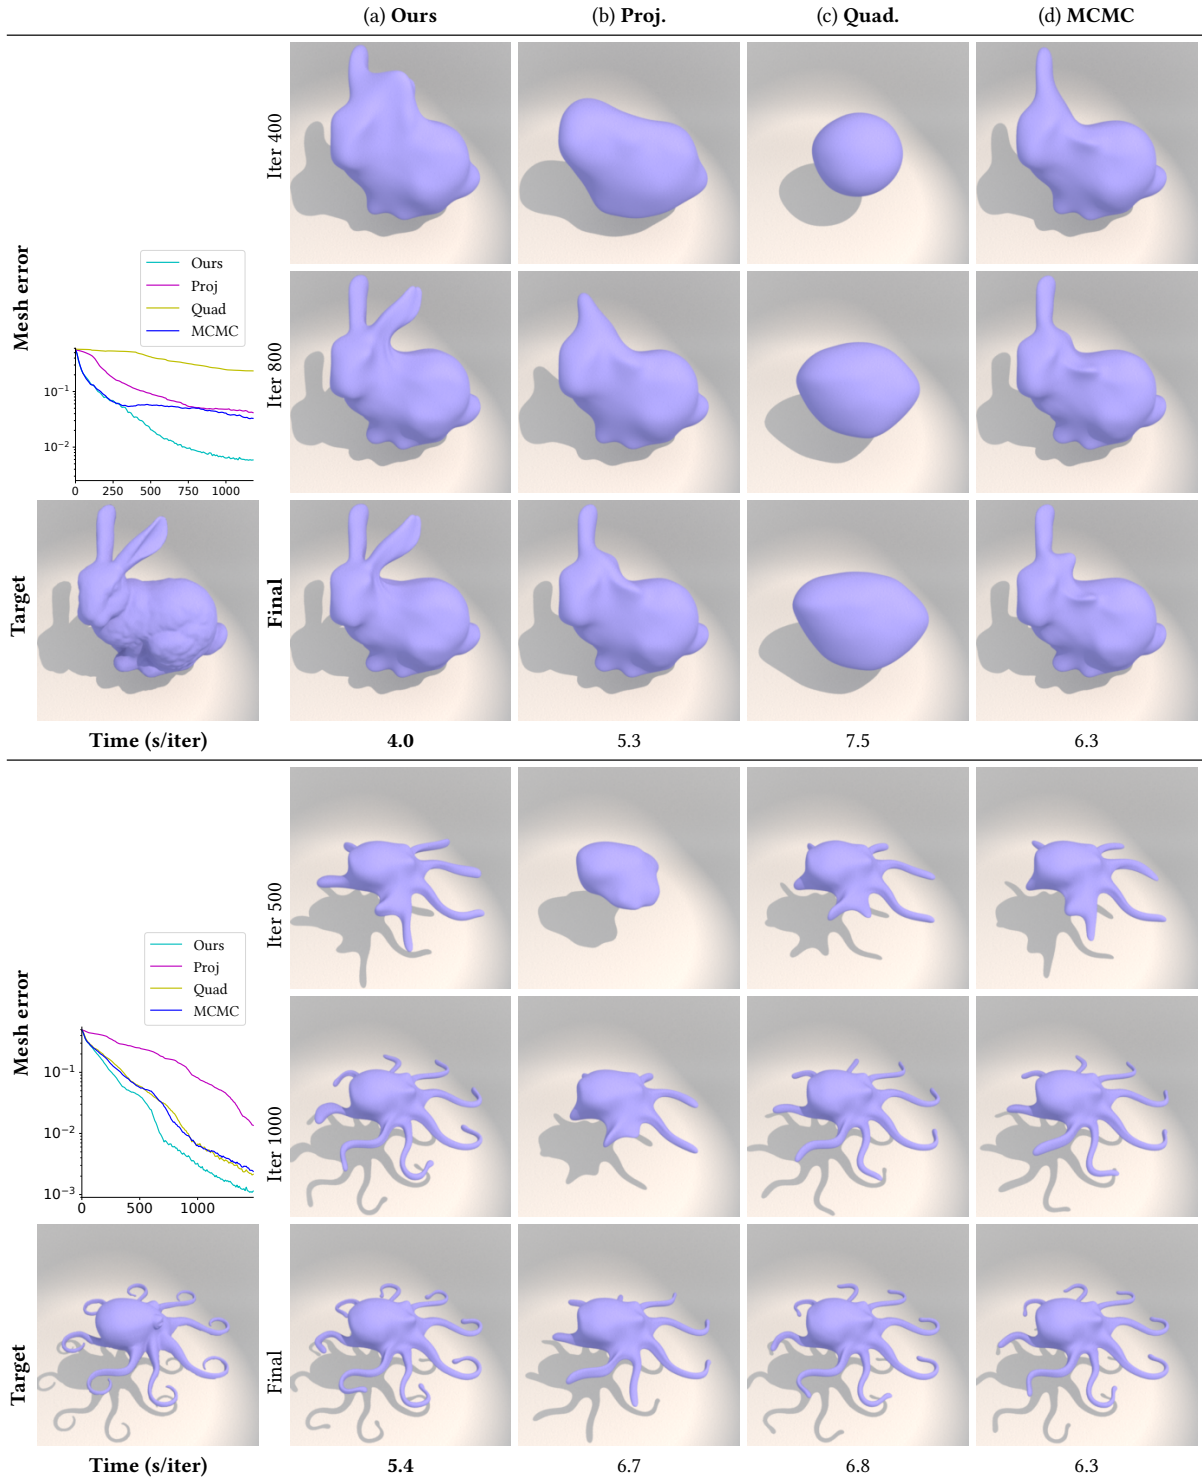 (a) Ours (b) Proj. (c) Quad. (d) MCMC
Iter 400
Mesh error
Ours
Proj
Quad
MCMC
10⁻¹
10⁻²
0 250 500 750 1000
Iter 800
Target
Final
Time (s/iter) 4.0 5.3 7.5 6.3
Iter 500
Mesh error
Ours
Proj
Quad
MCMC
10⁻¹
10⁻²
10⁻³
0 500 1000
Iter 1000
Target
Final
Time (s/iter) 5.4 6.7 6.8 6.3